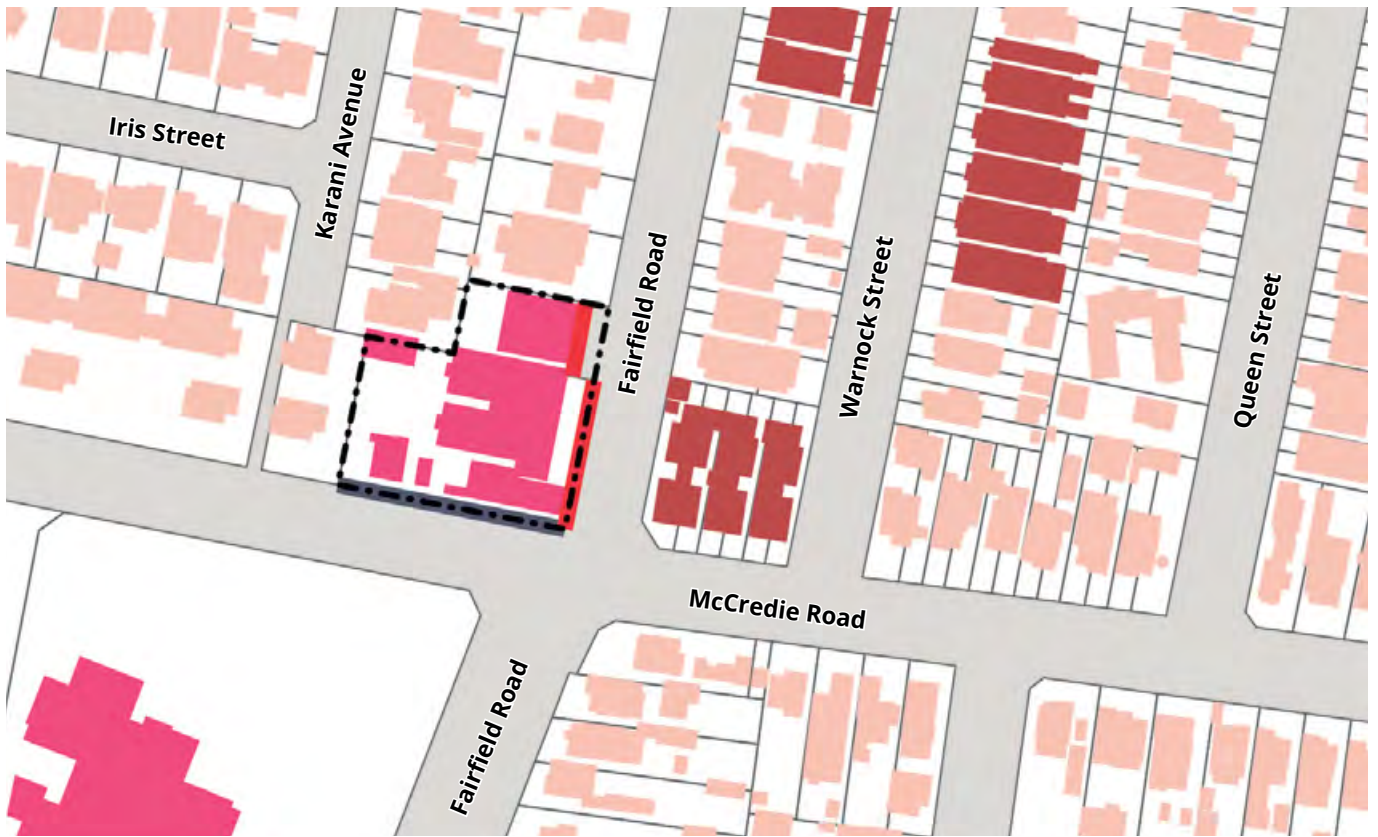 Iris Street
Karani Avenue
Fairfield Road
Warnock Street
Queen Street
McCredie Road
Fairfield Road